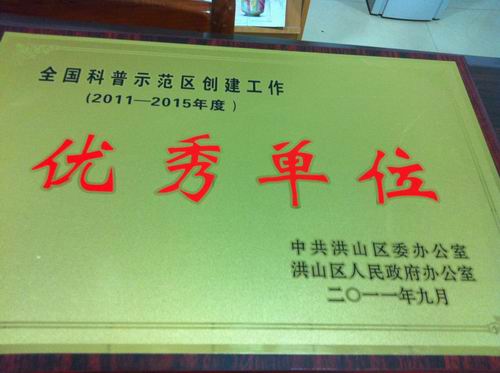 全国科普示范区创建工作
(2011—2015年度)
优秀单位
中共洪山区委办公室
洪山区人民政府办公室
二〇一一年九月